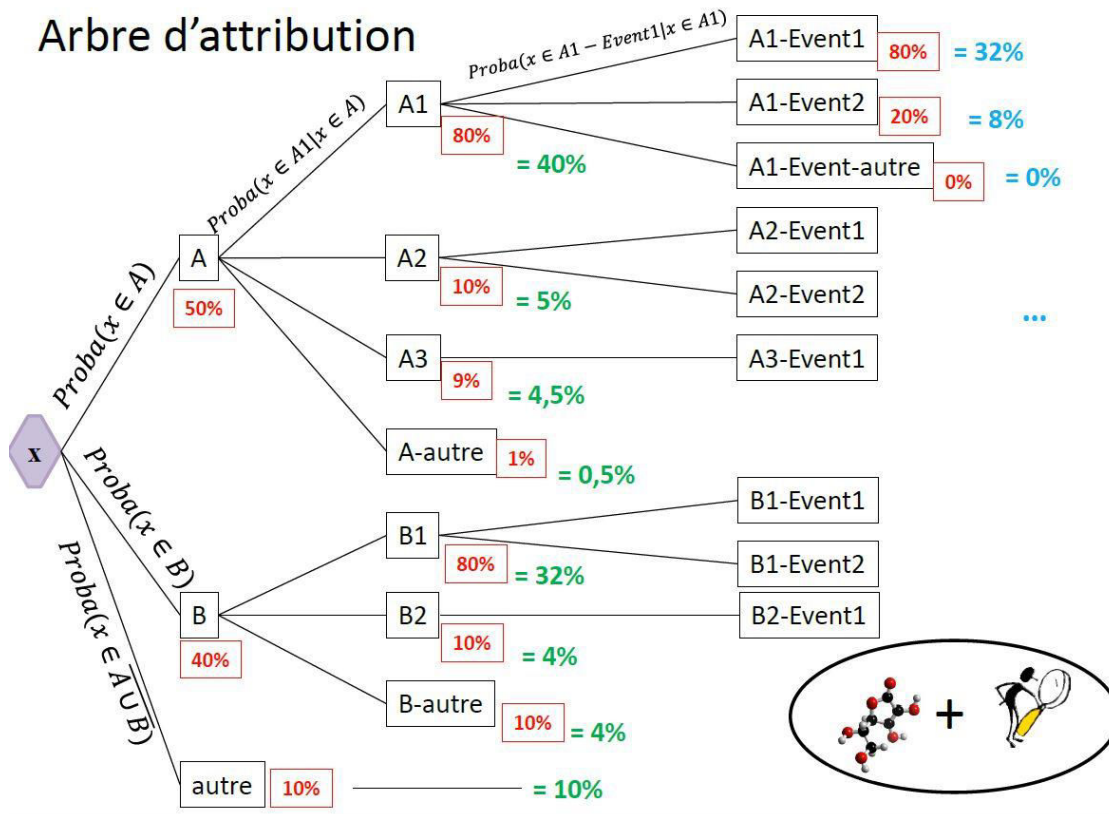 Arbre d'attribution
Proba(x ∈ A1 – Event1|x ∈ A1)
A1-Event1
80%
= 32%
A1
80%
= 40%
A1-Event2
20%
= 8%
A1-Event-autre
0%
= 0%
Proba(x ∈ A1|x ∈ A)
A
50%
A2
10%
= 5%
A2-Event1
A2-Event2
...
A3
9%
= 4,5%
A3-Event1
Proba(x ∈ A)
A-autre
1%
= 0,5%
x
Proba(x ∈ B)
B
40%
B1
80%
= 32%
B1-Event1
B1-Event2
B2
10%
= 4%
B2-Event1
B-autre
10%
= 4%
Proba(x ∈ A̅ ̅∪̅ ̅B̅)
autre
10%
= 10%
+